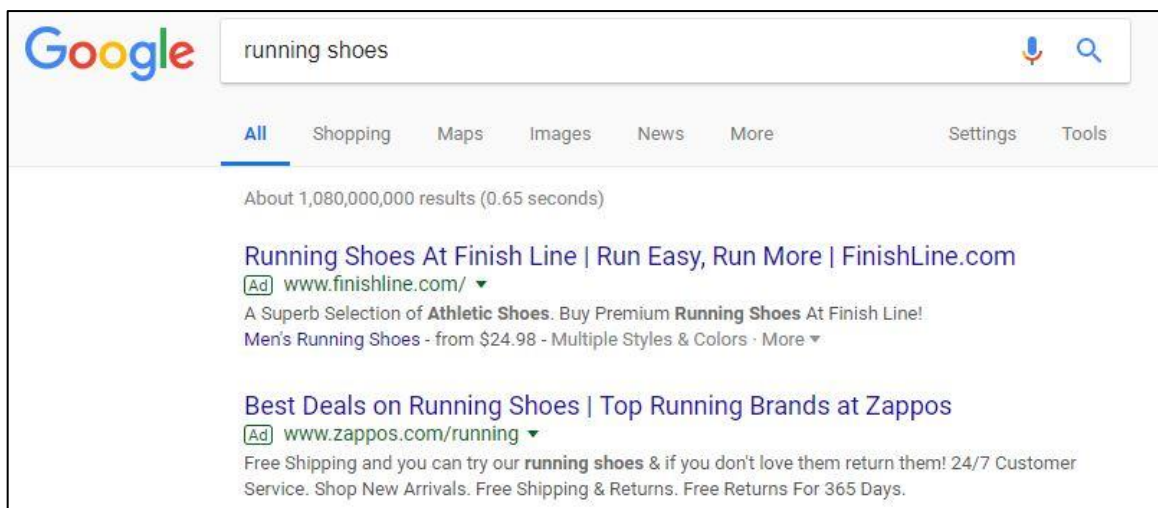 Google running shoes
All Shopping Maps Images News More Settings Tools
About 1,080,000,000 results (0.65 seconds)
Running Shoes At Finish Line | Run Easy, Run More | FinishLine.com
Ad www.finishline.com/
A Superb Selection of Athletic Shoes. Buy Premium Running Shoes At Finish Line!
Men's Running Shoes - from $24.98 - Multiple Styles & Colors · More
Best Deals on Running Shoes | Top Running Brands at Zappos
Ad www.zappos.com/running
Free Shipping and you can try our running shoes & if you don't love them return them! 24/7 Customer
Service. Shop New Arrivals. Free Shipping & Returns. Free Returns For 365 Days.